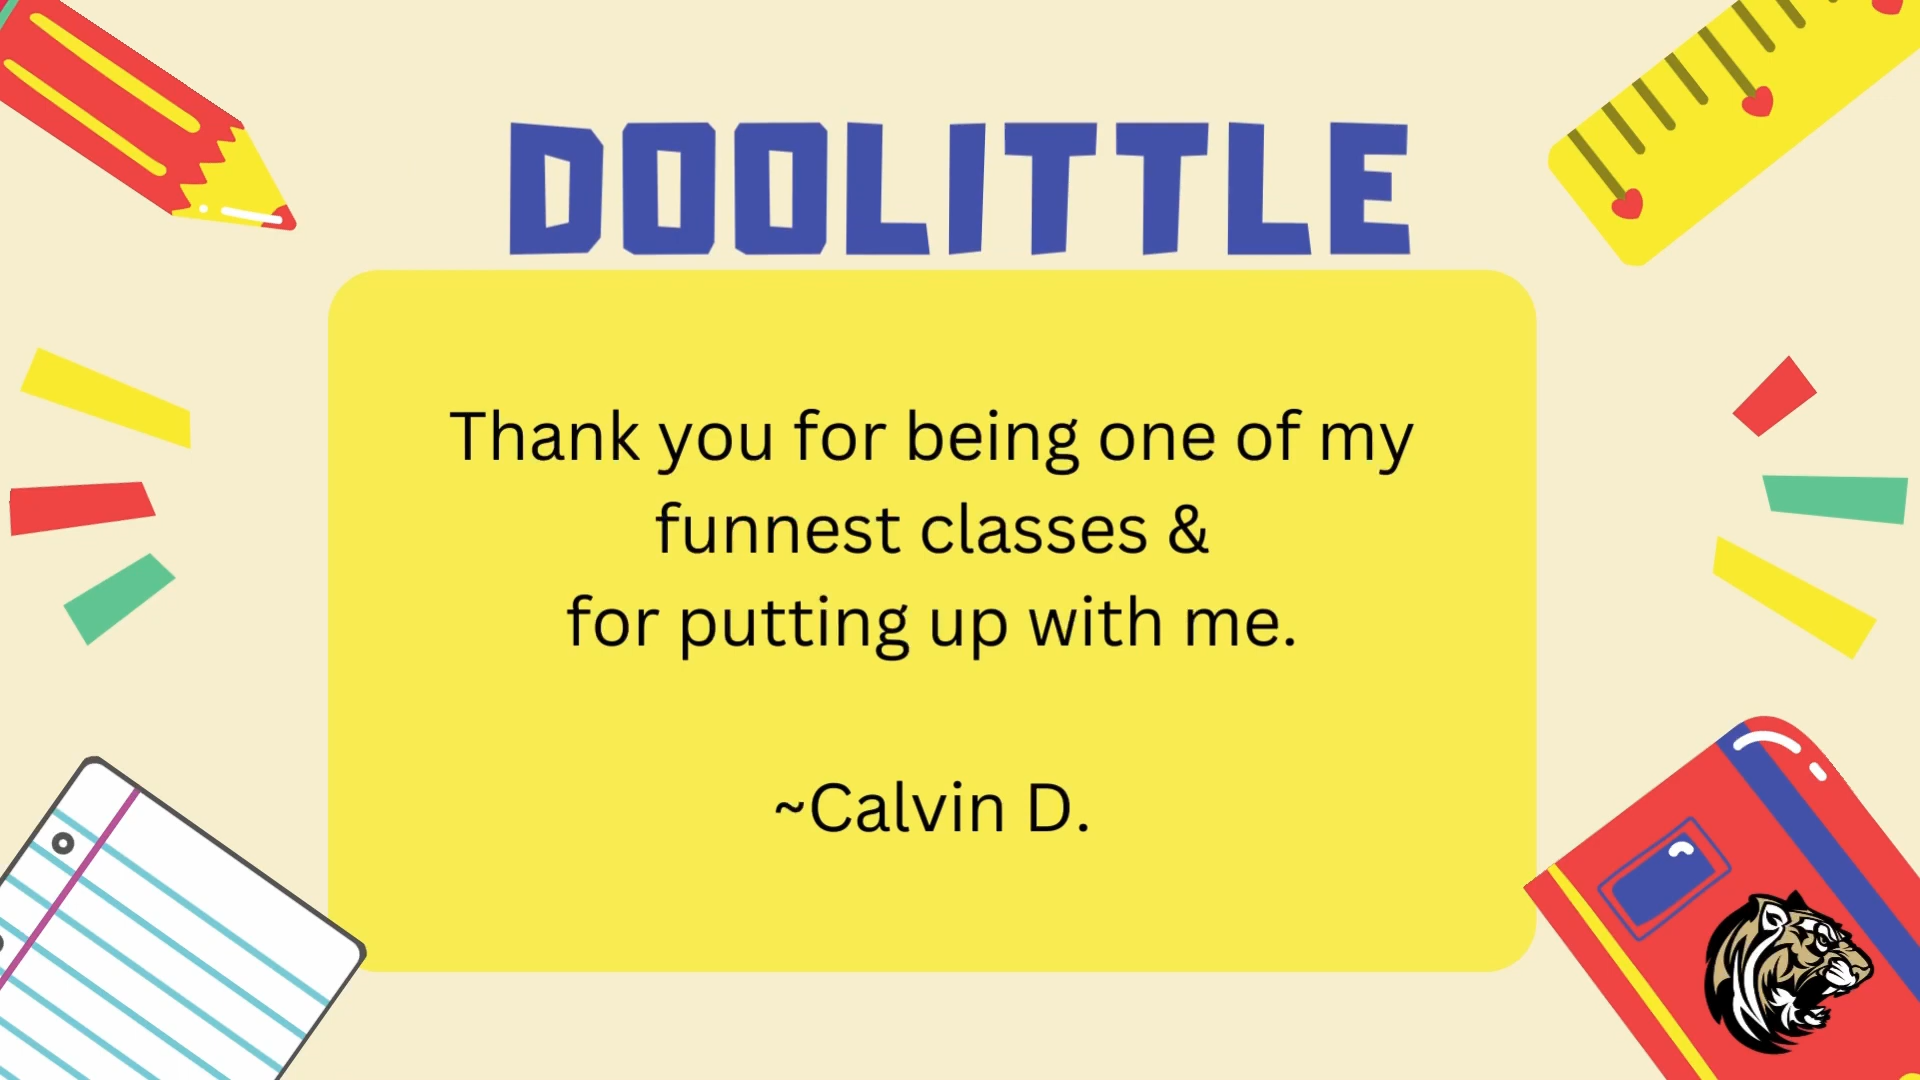 DOOLITTLE
Thank you for being one of my
funnest classes &
for putting up with me.
~Calvin D.